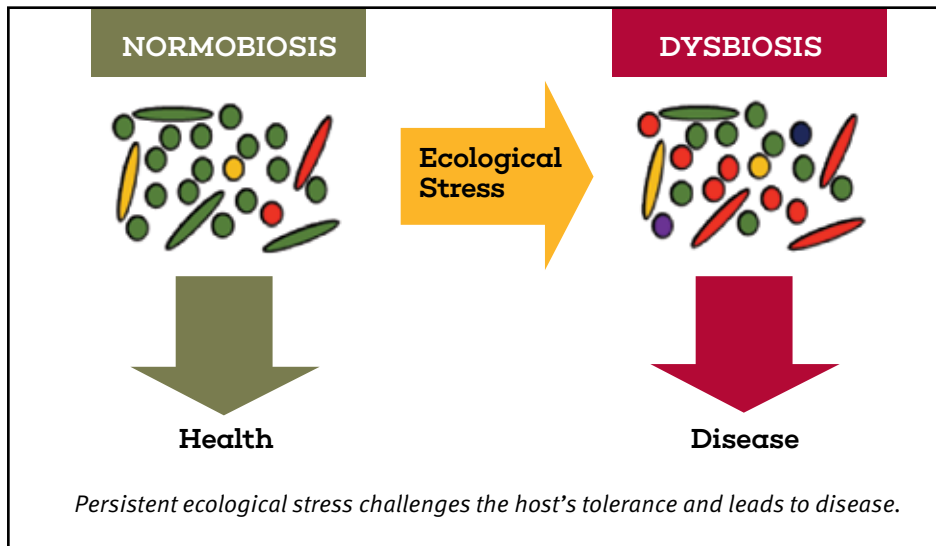 NORMOBIOSIS
DYSBIOSIS
Ecological
Stress
Health
Disease
Persistent ecological stress challenges the host’s tolerance and leads to disease.